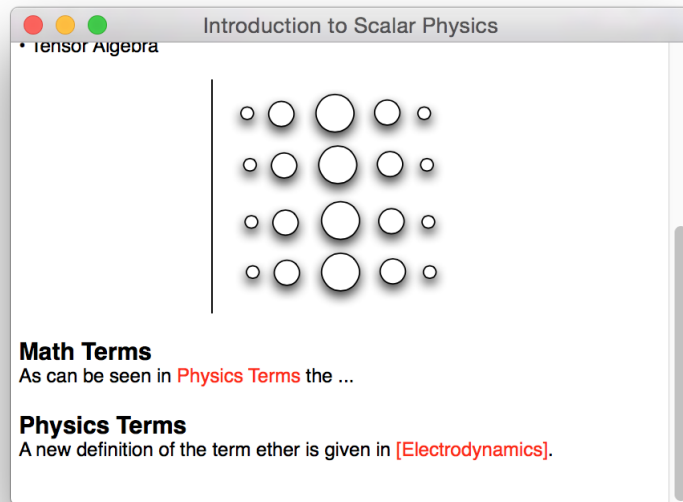 Introduction to Scalar Physics
• Tensor Algebra
Math Terms
As can be seen in Physics Terms the ...
Physics Terms
A new definition of the term ether is given in [Electrodynamics].